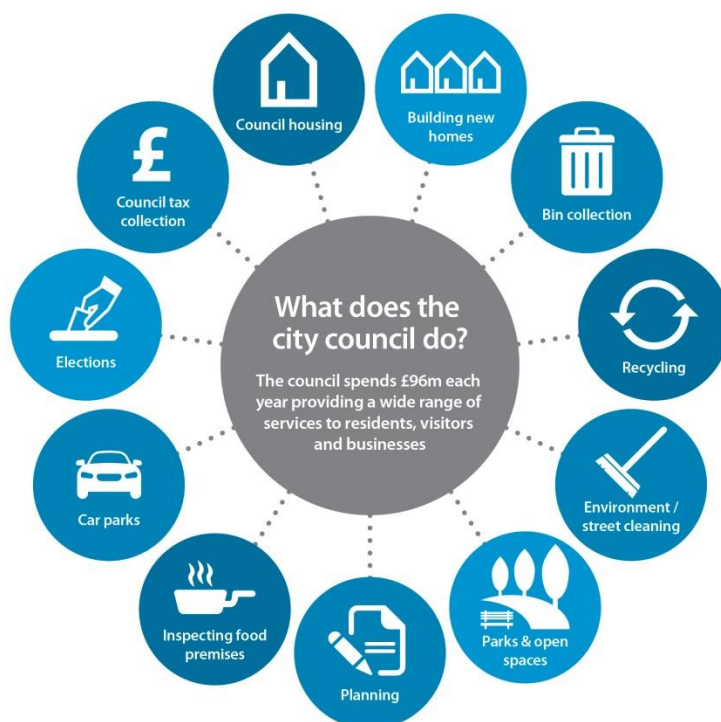 What does the
city council do?
The council spends £96m each
year providing a wide range of
services to residents, visitors
and businesses
Council housing
Building new
homes
Bin collection
Recycling
Environment /
street cleaning
Parks & open
spaces
Planning
Inspecting food
premises
Car parks
Elections
£
Council tax
collection